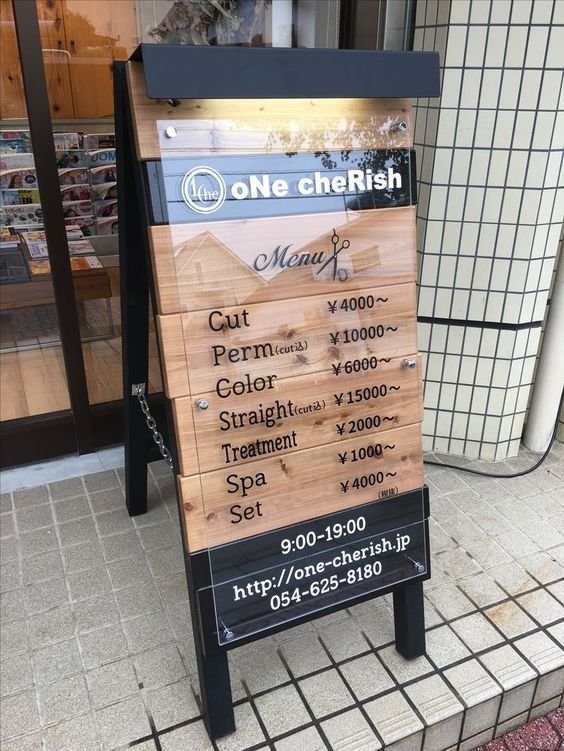 1 the
oNe cheRish
Menu
Cut ¥4000~
Perm(cut込) ¥10000~
Color ¥6000~
Straight(cut込) ¥15000~
Treatment ¥2000~
Spa ¥1000~
Set ¥4000~
(税抜)
9:00-19:00
http://one-cherish.jp
054-625-8180